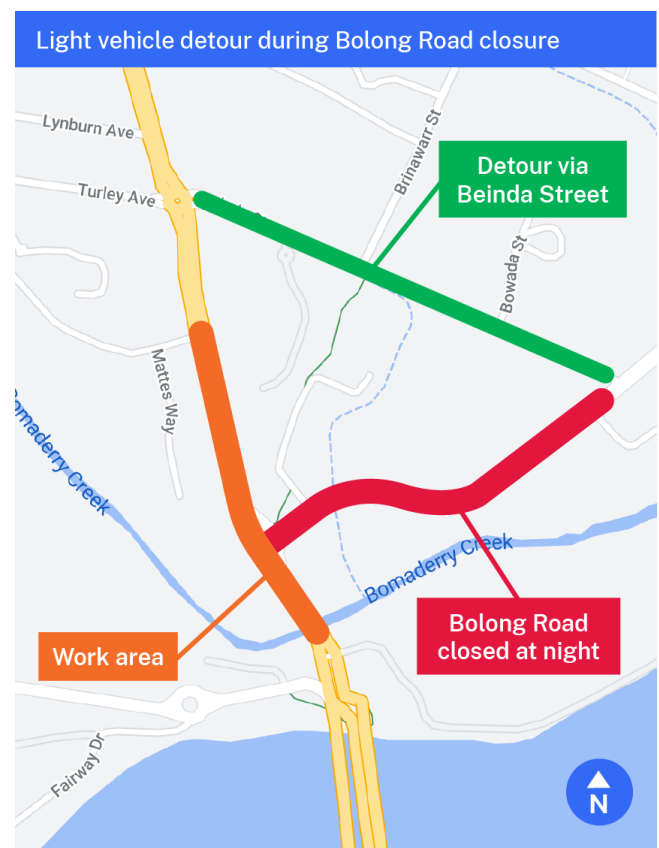 Light vehicle detour during Bolong Road closure
Lynburn Ave
Turley Ave
Brinawarr St
Detour via
Beinda Street
Bowada St
Mattes Way
Bomaderry Creek
Bomaderry Creek
Bolong Road
closed at night
Work area
Fairway Dr
N